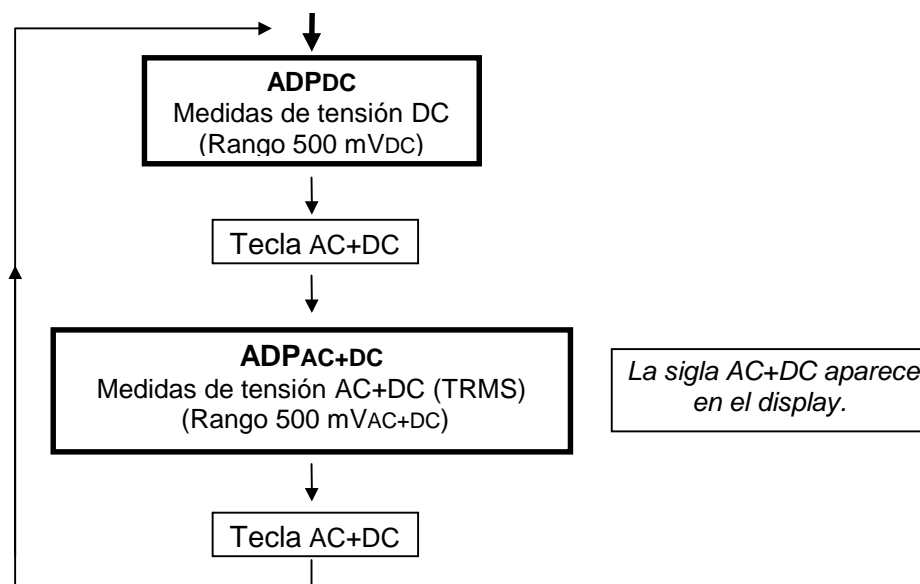 ADPDC
Medidas de tensión DC
(Rango 500 mVDC)
Tecla AC+DC
ADPAC+DC
Medidas de tensión AC+DC (TRMS)
(Rango 500 mVAC+DC)
La sigla AC+DC aparece
en el display.
Tecla AC+DC